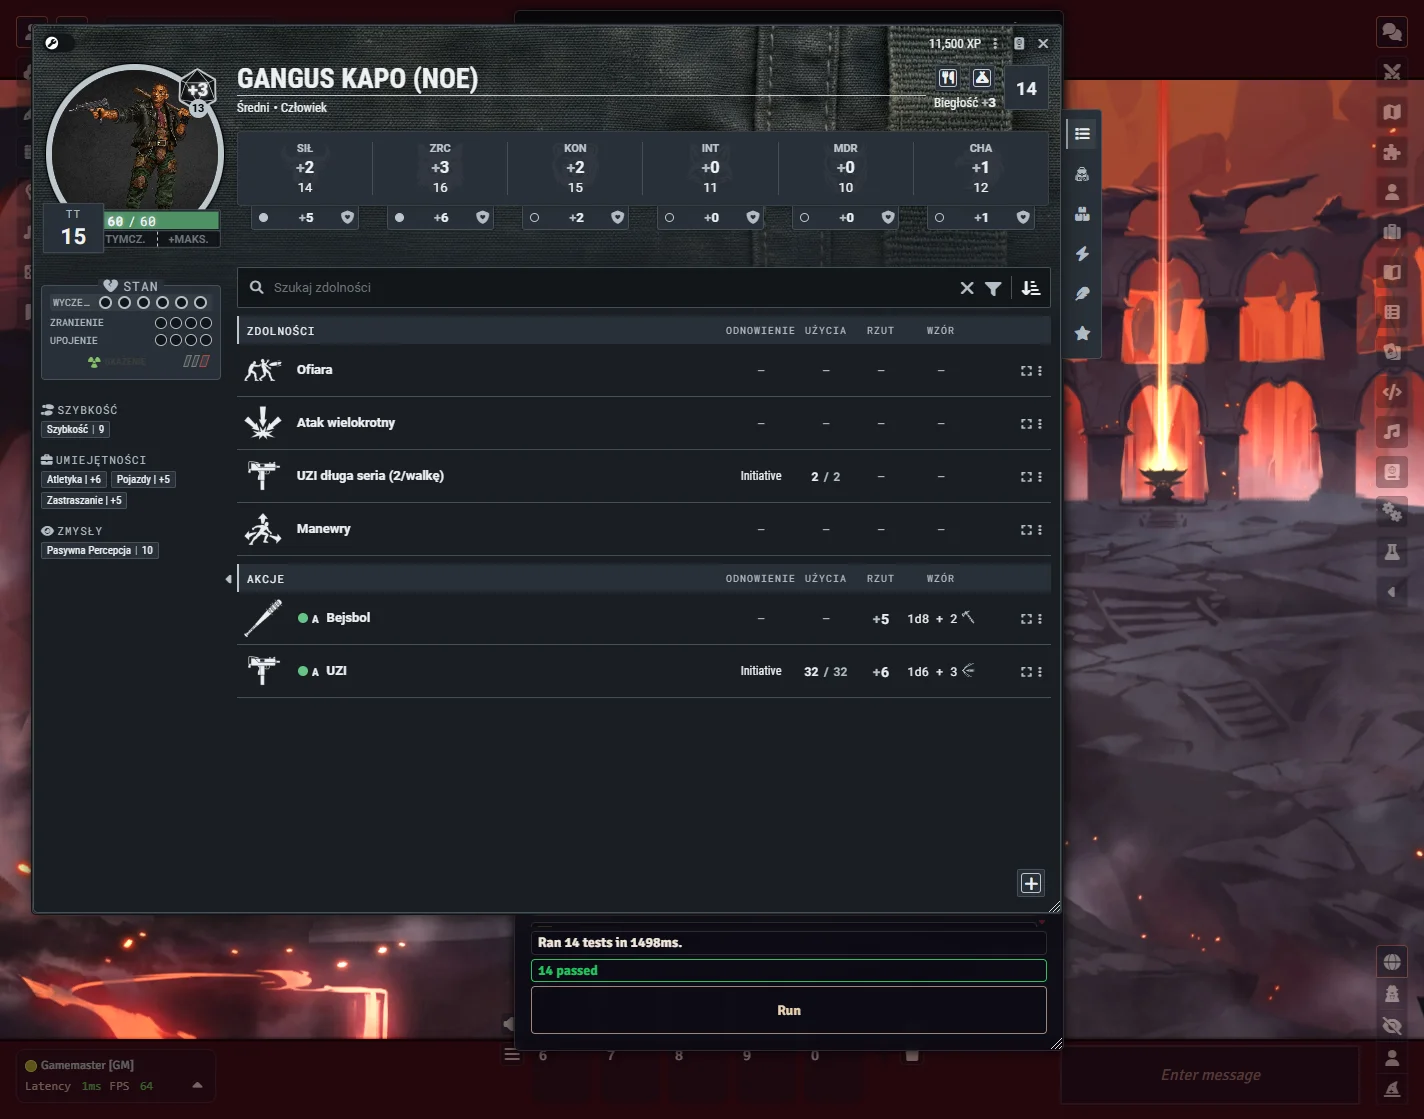 11,500 XP
GANGUS KAPO (NOE)
Średni • Człowiek
Biegłość +3
14
+3
13
SIŁ
+2
14
ZRC
+3
16
KON
+2
15
INT
+0
11
MDR
+0
10
CHA
+1
12
+5
+6
+2
+0
+0
+1
TT
15
60 / 60
TYMCZ.
+MAKS.
STAN
WYCZE...
ZRANIENIE
UPOJENIE
SKAŻENIE
SZYBKOŚĆ
Szybkość | 9
UMIEJĘTNOŚCI
Atletyka | +6
Pojazdy | +5
Zastraszanie | +5
ZMYSŁY
Pasywna Percepcja | 10
Szukaj zdolności
ZDOLNOŚCI ODNOWIENIE UŻYCIA RZUT WZÓR
Ofiara – – – –
Atak wielokrotny – – – –
UZI długa seria (2/walkę) Initiative 2 / 2 – –
Manewry – – – –
AKCJE ODNOWIENIE UŻYCIA RZUT WZÓR
A Bejsbol – – +5 1d8 + 2
A UZI Initiative 32 / 32 +6 1d6 + 3
Ran 14 tests in 1498ms.
14 passed
Run
6 7 8 9 0
Gamemaster [GM]
Latency 1ms FPS 64
Enter message